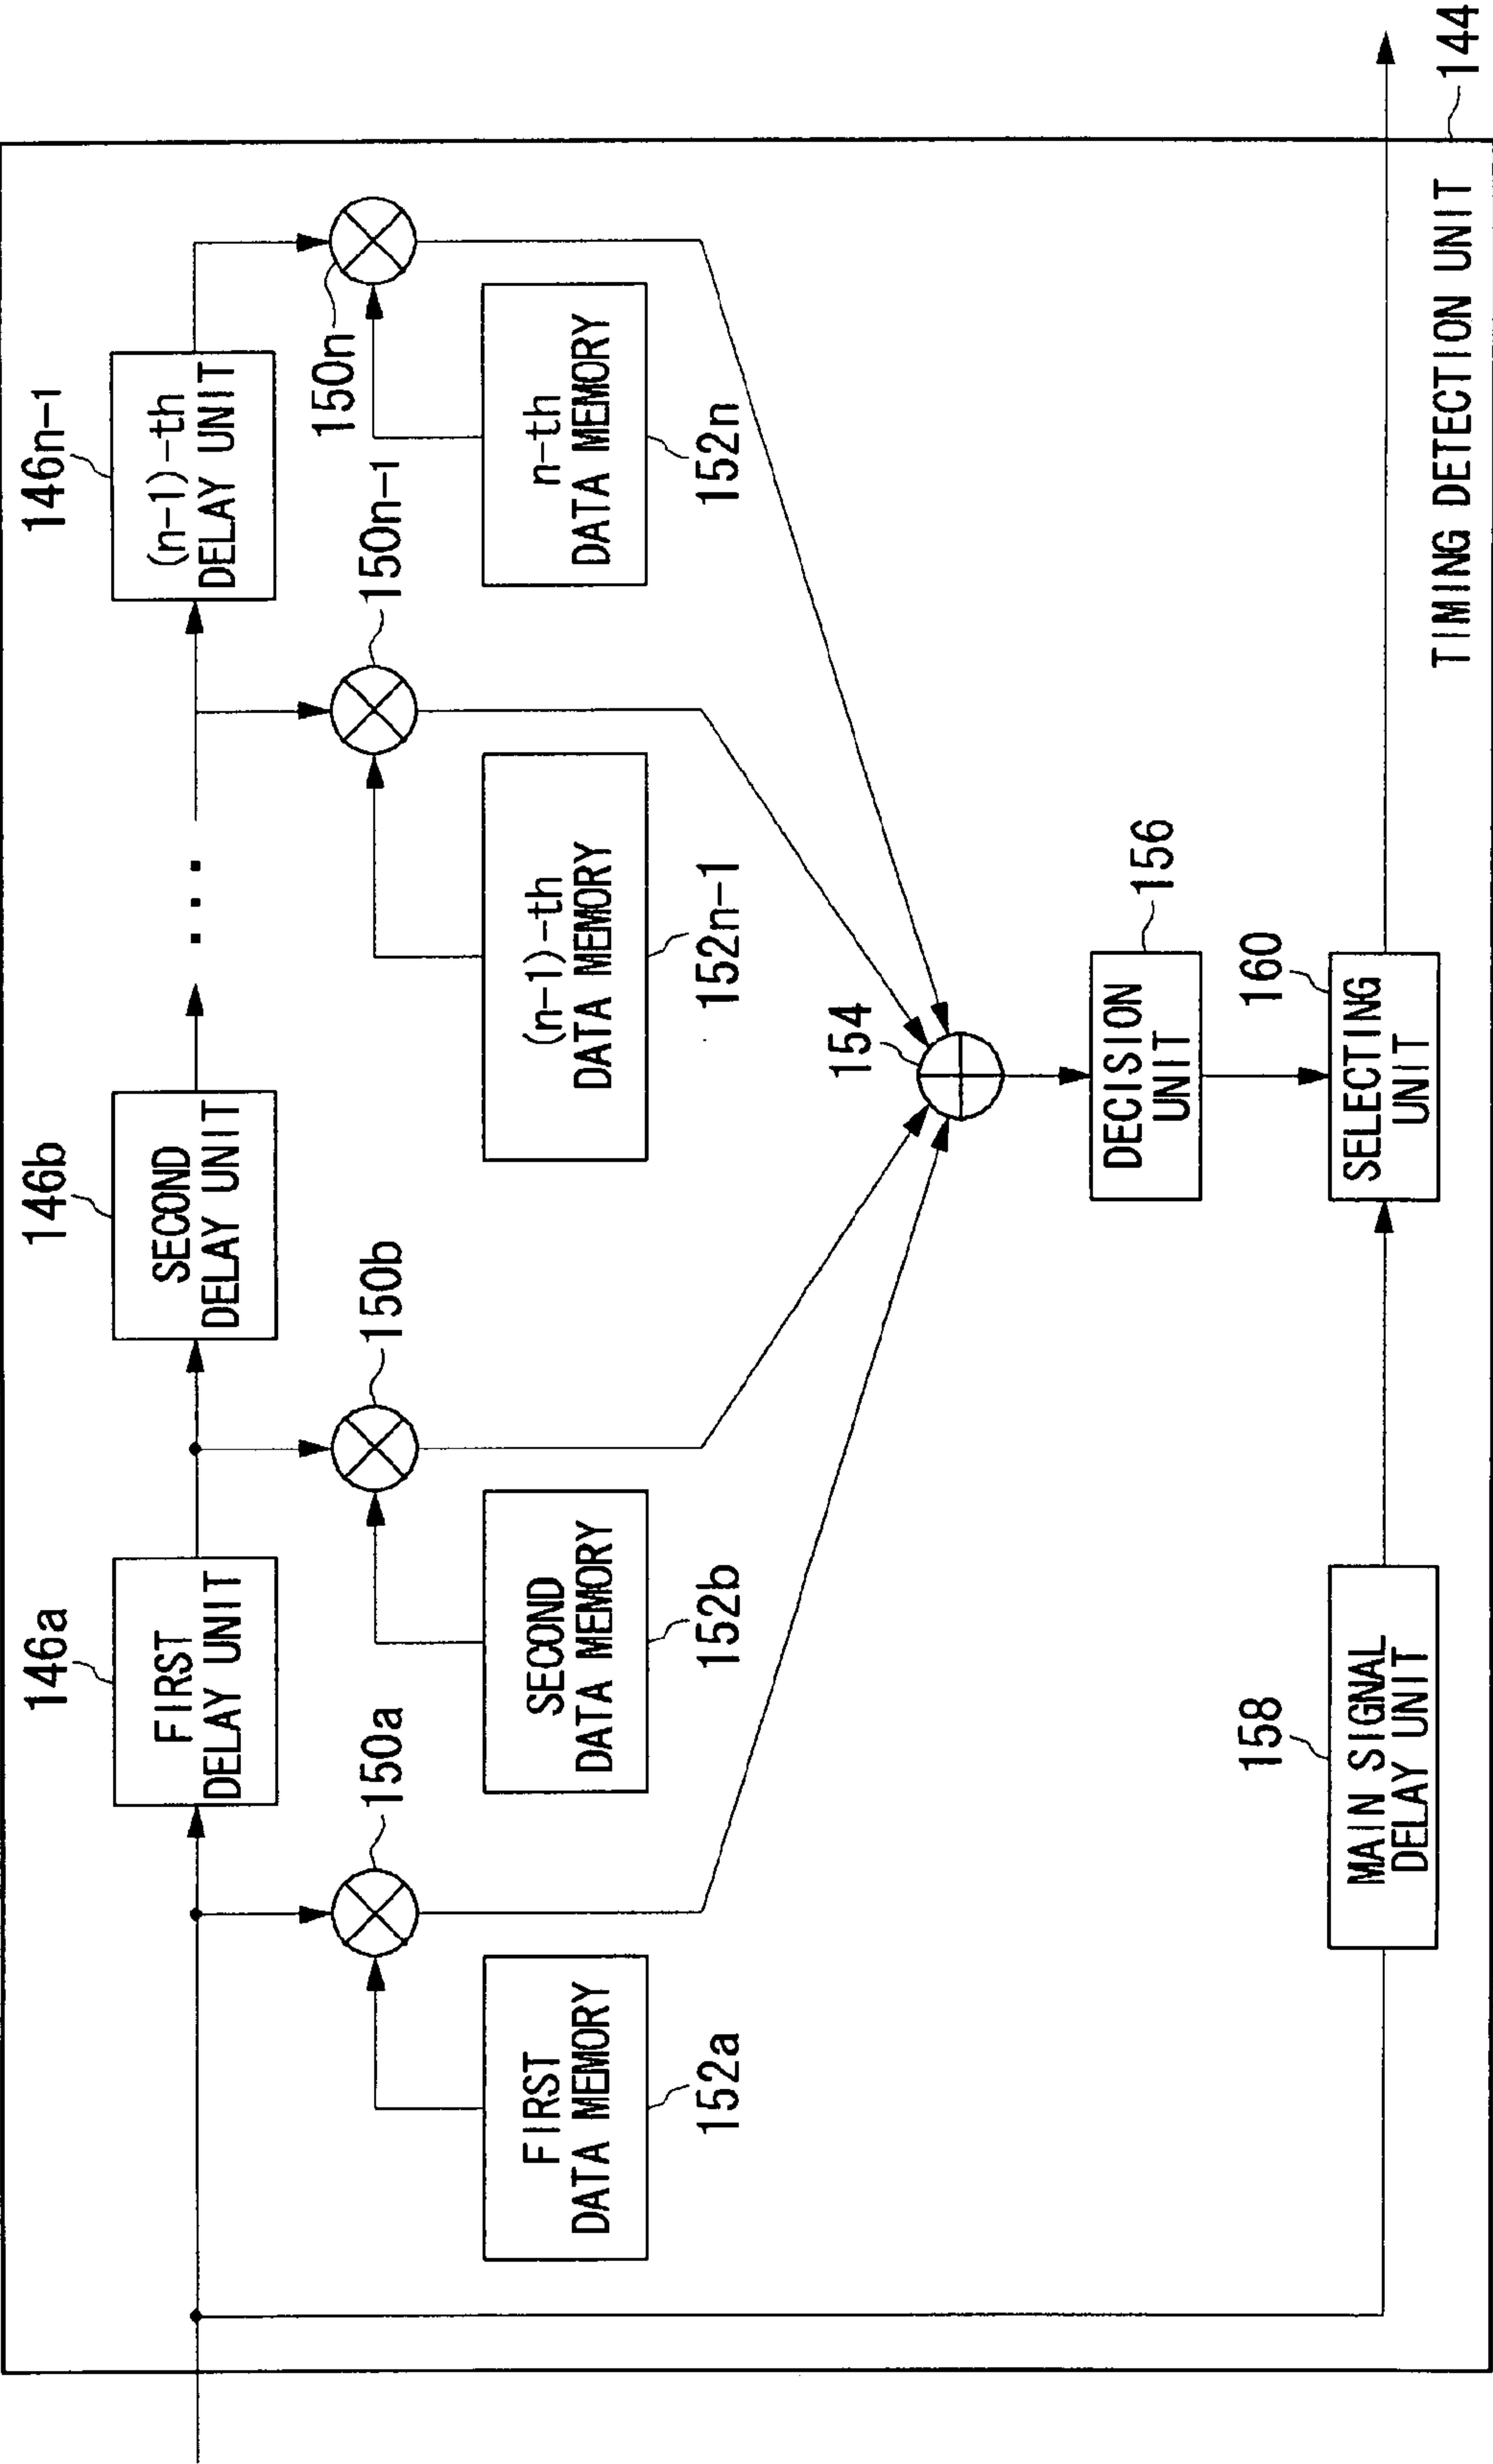 146a
146b
146n-1
FIRST
DELAY UNIT
SECOND
DELAY UNIT
...
(n-1)-th
DELAY UNIT
150a
150b
150n-1
150n
FIRST
DATA MEMORY
SECOND
DATA MEMORY
(n-1)-th
DATA MEMORY
n-th
DATA MEMORY
152a
152b
152n-1
152n
154
DECISION
UNIT
156
158
160
MAIN SIGNAL
DELAY UNIT
SELECTING
UNIT
TIMING DETECTION UNIT
144